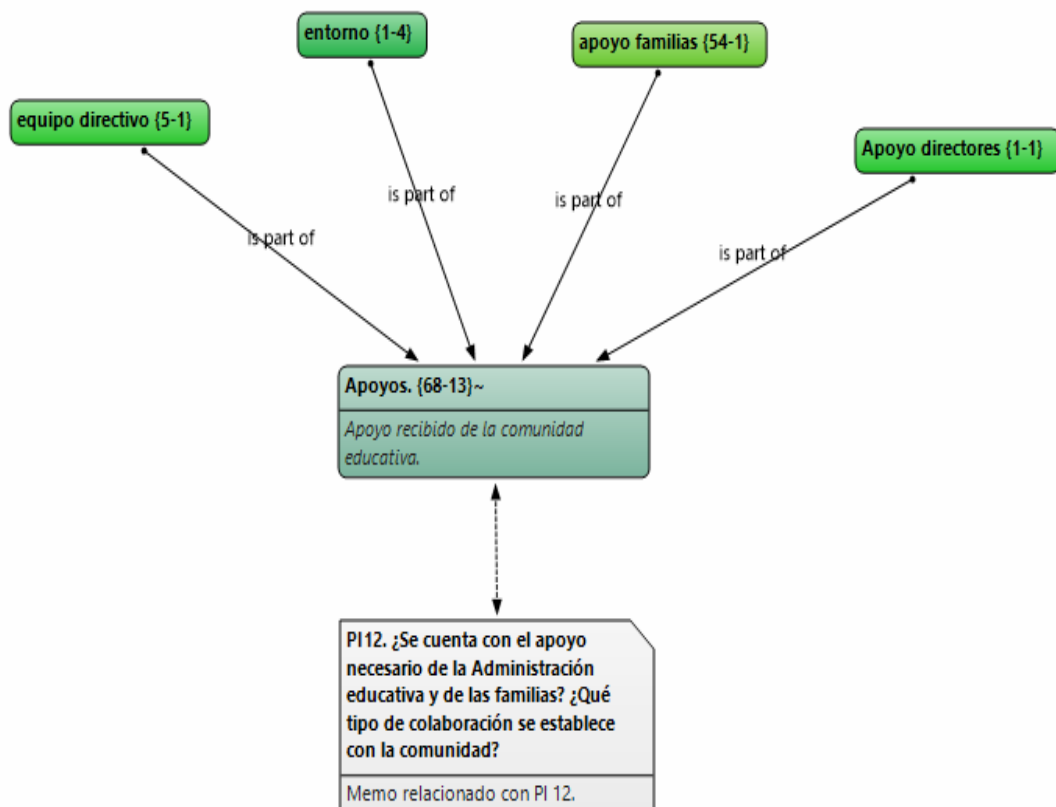 entorno {1-4}
apoyo familias {54-1}
equipo directivo {5-1}
Apoyo directores {1-1}
is part of
is part of
is part of
is part of
Apoyos. {68-13}~
Apoyo recibido de la comunidad
educativa.
PI12. ¿Se cuenta con el apoyo
necesario de la Administración
educativa y de las familias? ¿Qué
tipo de colaboración se establece
con la comunidad?
Memo relacionado con PI 12.